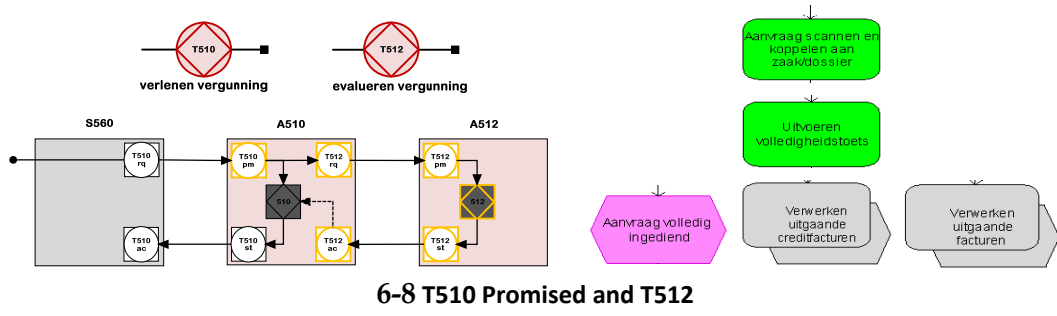 T510
verlenen vergunning
T512
evalueren vergunning
S560
A510
A512
T510
rq
T510
pm
T512
rq
T512
pm
510
512
T510
ac
T510
st
T512
ac
T512
st
Aanvraag scannen en
koppelen aan
zaak/dossier
Uitvoeren
volledigheidstoets
Aanvraag volledig
ingediend
Verwerken
uitgaande
creditfacturen
Verwerken
uitgaande
facturen
6-8 T510 Promised and T512